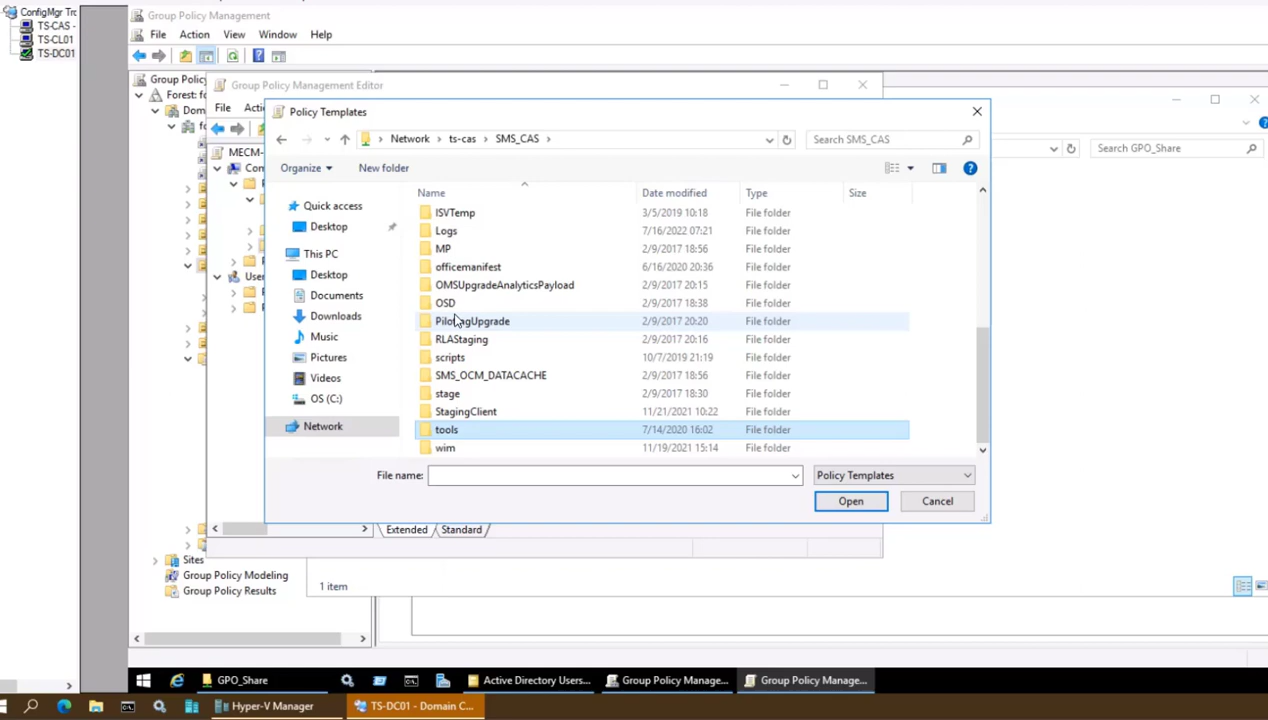 ConfigMgr Tr
TS-CAS -
TS-CL01
TS-DC01
Group Policy Management
File Action View Window Help
Group Policy
Forest: fo
Dom
fo
Group Policy Management Editor
File Actio
MECM-
Com
P
User
P
Policy Templates
Network > ts-cas > SMS_CAS >
Search SMS_CAS
Search GPO_Share
Organize
New folder
Quick access
Desktop
This PC
Desktop
Documents
Downloads
Music
Pictures
Videos
OS (C:)
Network
Name Date modified Type Size
ISVTemp 3/5/2019 10:18 File folder
Logs 7/16/2022 07:21 File folder
MP 2/9/2017 18:56 File folder
officemanifest 6/16/2020 20:36 File folder
OMSUpgradeAnalyticsPayload 2/9/2017 20:15 File folder
OSD 2/9/2017 18:38 File folder
PilotingUpgrade 2/9/2017 20:20 File folder
RLAStaging 2/9/2017 20:16 File folder
scripts 10/7/2019 21:19 File folder
SMS_OCM_DATACACHE 2/9/2017 18:56 File folder
stage 2/9/2017 18:30 File folder
StagingClient 11/21/2021 10:22 File folder
tools 7/14/2020 16:02 File folder
wim 11/19/2021 15:14 File folder
File name:
Policy Templates
Open
Cancel
Extended Standard
Sites
Group Policy Modeling
Group Policy Results
1 item
GPO_Share
Active Directory Users...
Group Policy Manage...
Group Policy Manage...
Hyper-V Manager
TS-DC01 - Domain C...